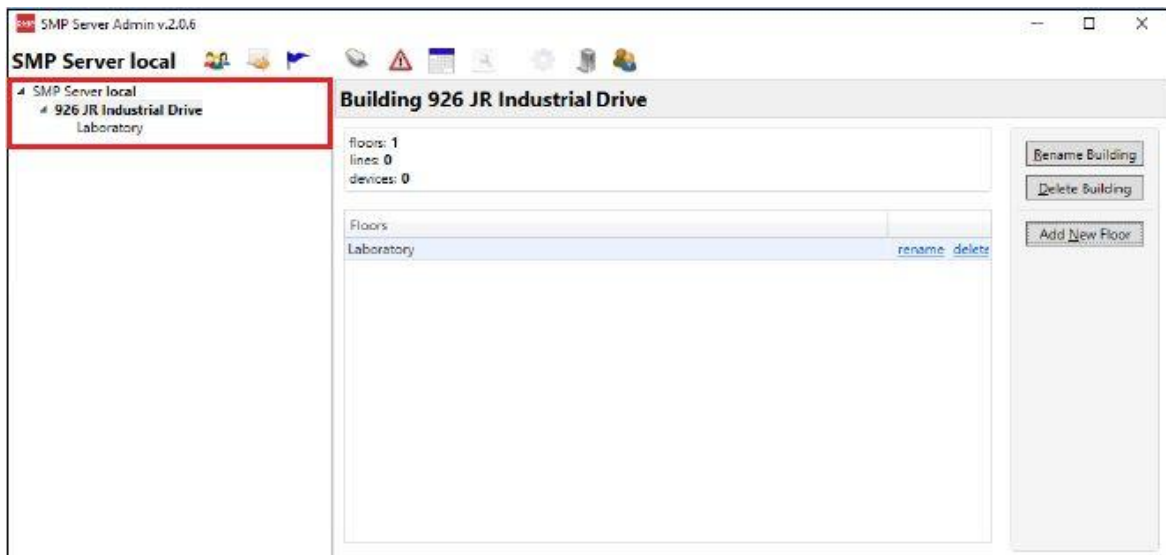 SMP SMP Server Admin v.2.0.6
SMP Server local
SMP Server local
926 JR Industrial Drive
Laboratory
Building 926 JR Industrial Drive
floors: 1
lines: 0
devices: 0
Rename Building
Delete Building
Add New Floor
Floors
Laboratory rename delete